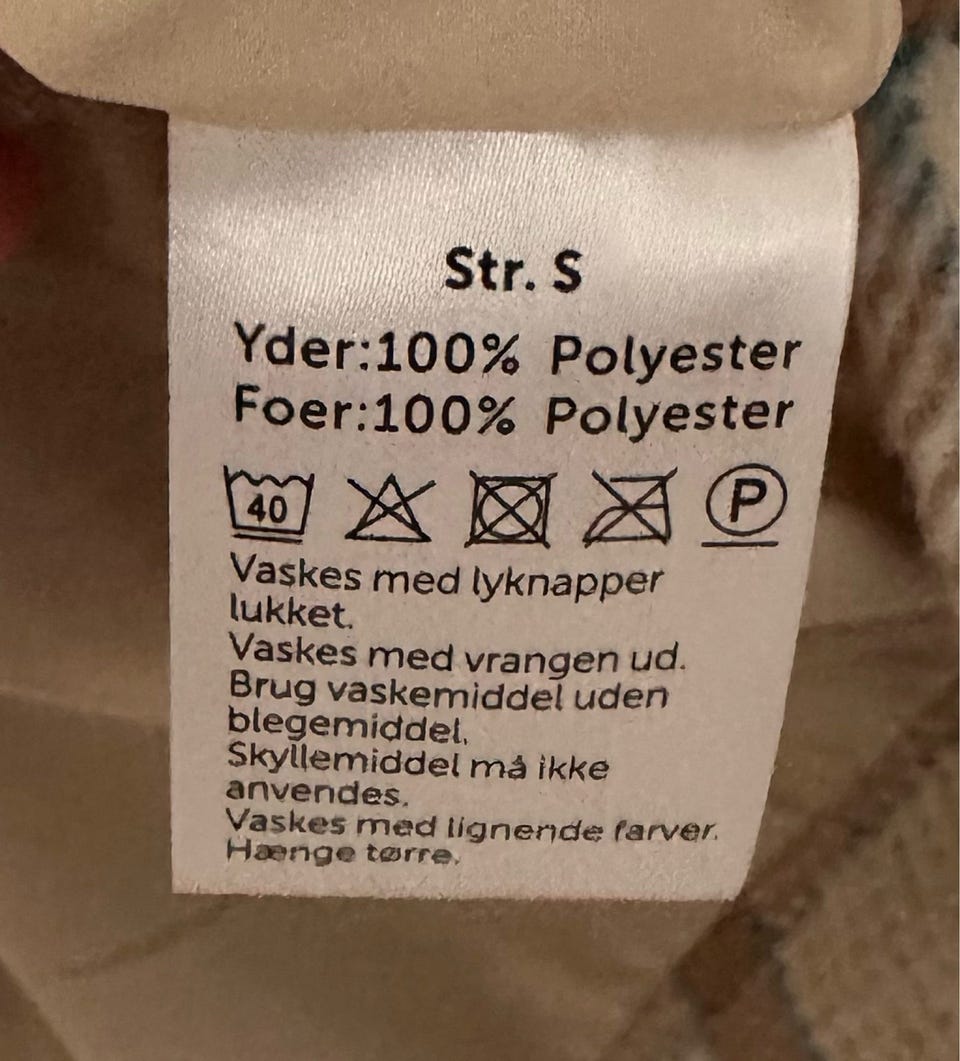 Str. S
Yder:100% Polyester
Foer:100% Polyester
40 P
Vaskes med lyknapper
lukket.
Vaskes med vrangen ud.
Brug vaskemiddel uden
blegemiddel.
Skyllemiddel må ikke
anvendes.
Vaskes med lignende farver.
Hænge tørre.